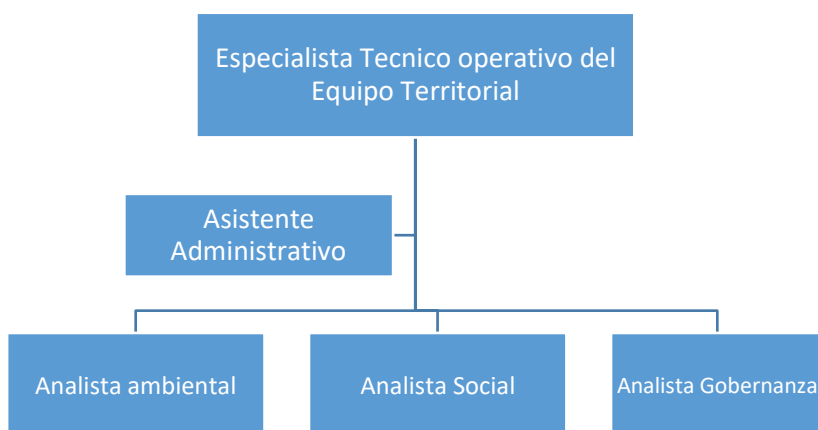 Especialista Tecnico operativo del
Equipo Territorial
Asistente
Administrativo
Analista ambiental
Analista Social
Analista Gobernanza